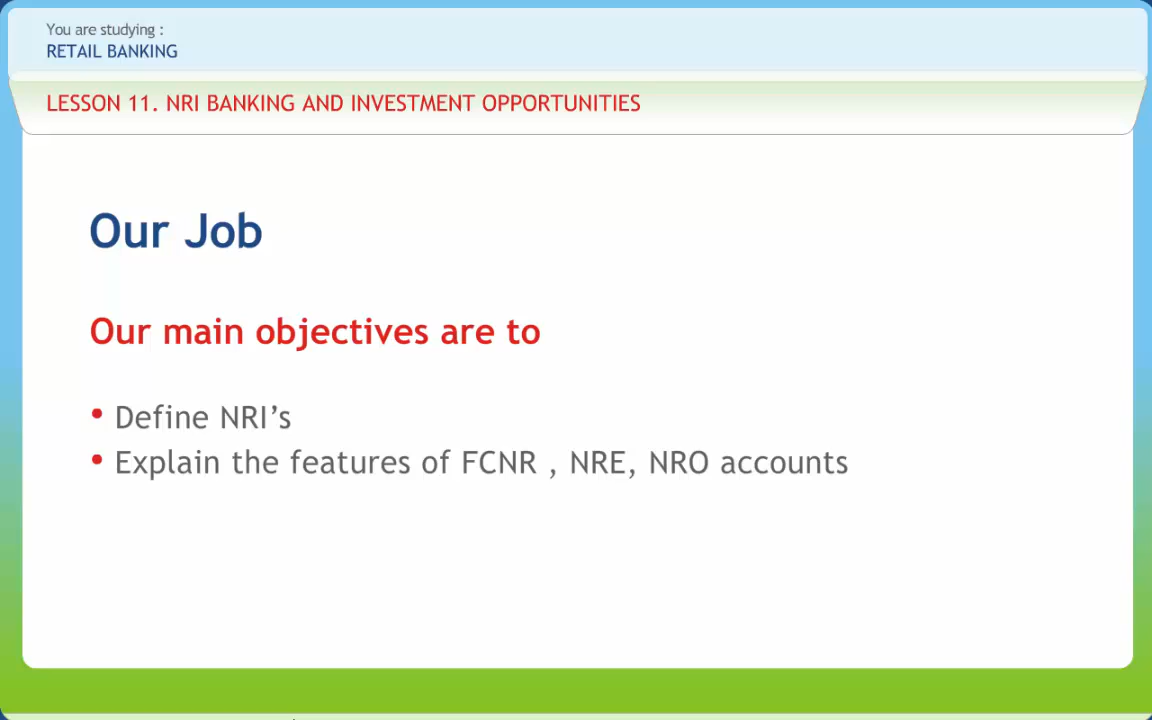 You are studying :
RETAIL BANKING
LESSON 11. NRI BANKING AND INVESTMENT OPPORTUNITIES
Our Job
Our main objectives are to
• Define NRI’s
• Explain the features of FCNR , NRE, NRO accounts